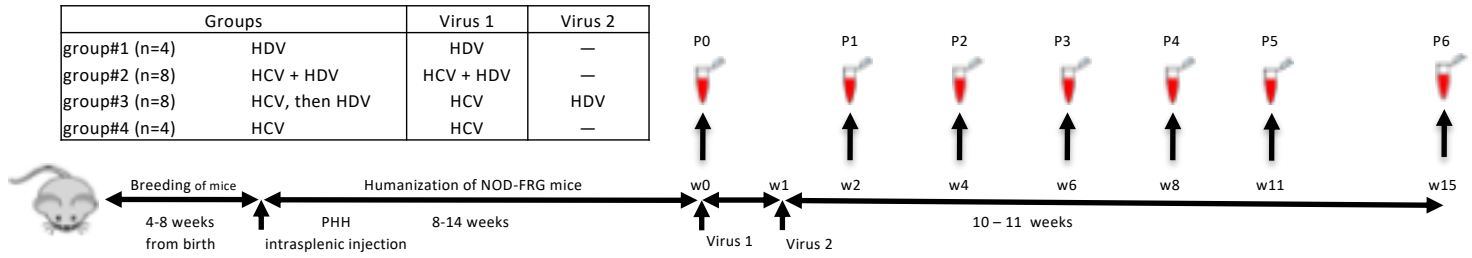 Groups Virus 1 Virus 2
group#1 (n=4) HDV HDV —
group#2 (n=8) HCV + HDV HCV + HDV —
group#3 (n=8) HCV, then HDV HCV HDV
group#4 (n=4) HCV HCV —
P0 P1 P2 P3 P4 P5 P6
Breeding of mice Humanization of NOD-FRG mice w0 w1 w2 w4 w6 w8 w11 w15
4-8 weeks PHH 8-14 weeks 10 – 11 weeks
from birth intrasplenic injection Virus 1 Virus 2